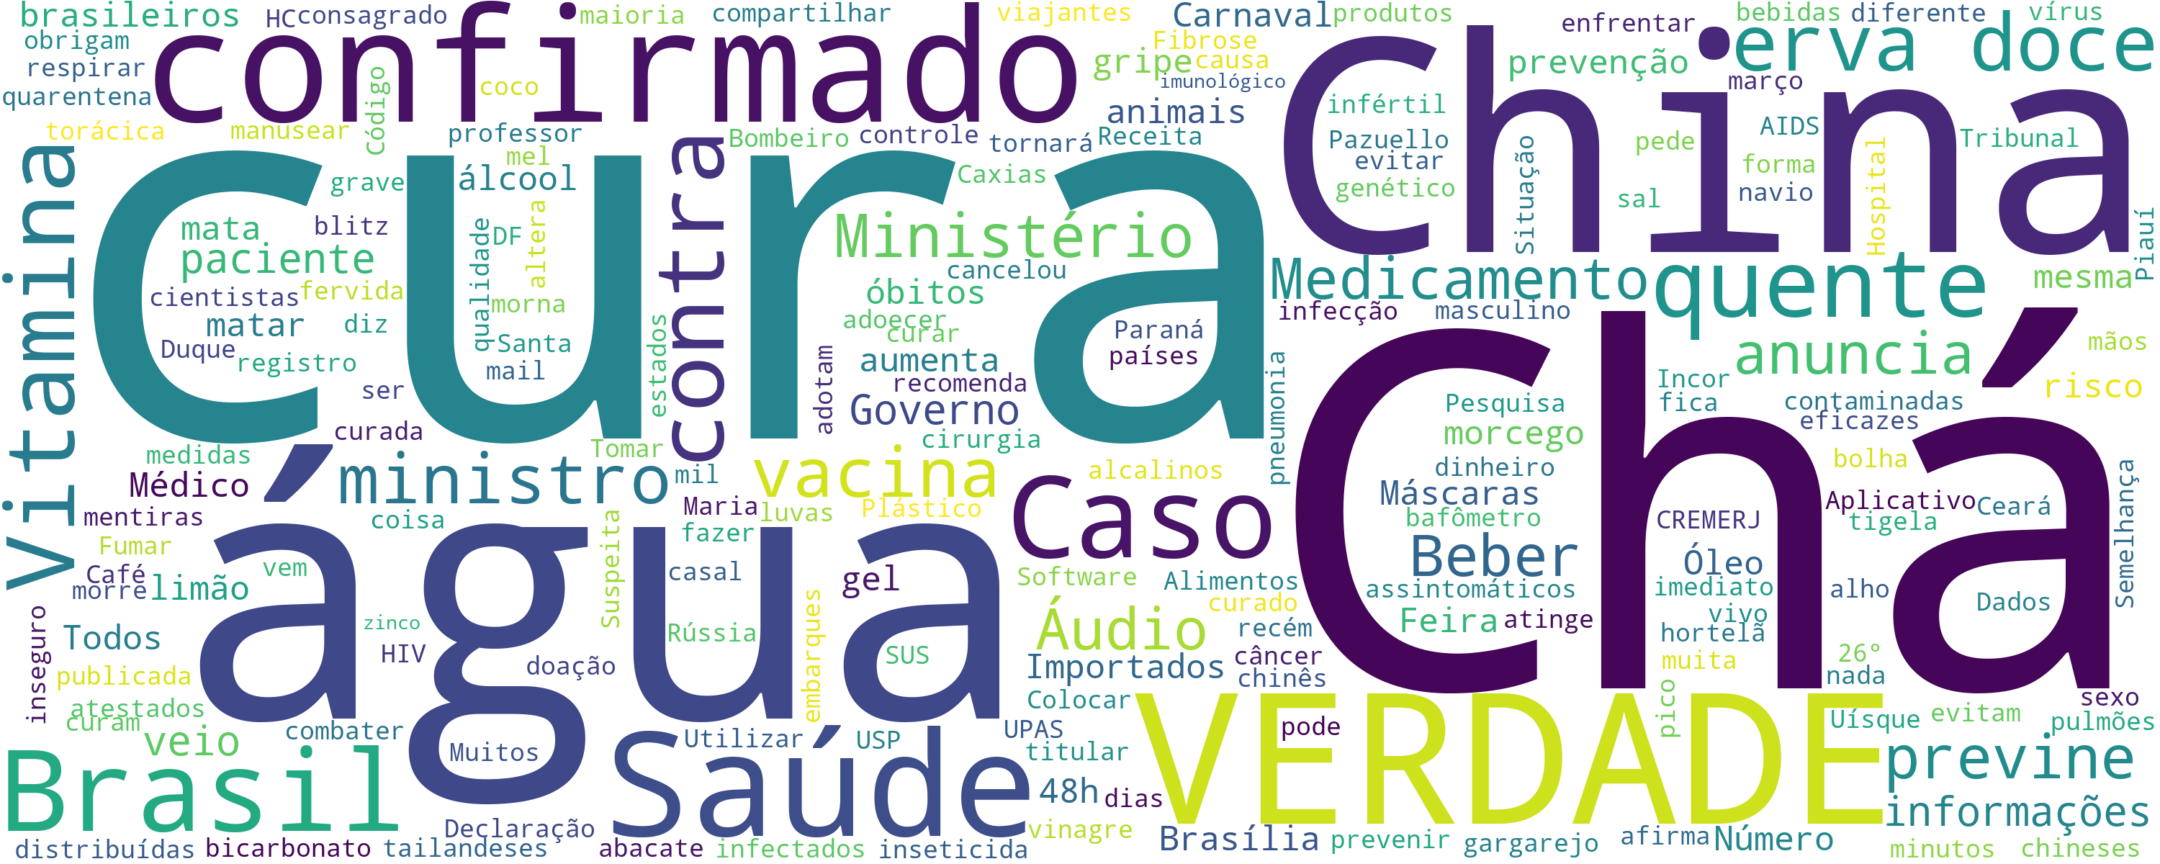 brasileiros
HC
consagrado
maioria
compartilhar
viajantes
Carnaval
produtos
enfrentar
bebidas
diferente
vírus
obrigam
confirmado
Fibrose
China
erva doce
respirar
gripe
causa
prevenção
quarentena
Código
coco
imunológico
março
torácica
manusear
professor
animais
infértil
AIDS
Tribunal
Vitamina
mel
contra
Bombeiro
controle
tornará
Receita
Pazuello
evitar
Situação
pede
forma
Hospital
grave
álcool
Caxias
genético
sal
navio
cura
mata
blitz
qualidade
DF
altera
Ministério
Piauí
paciente
cancelou
Medicamento
quente
mesma
cientistas
fervida
morna
óbitos
infecção
masculino
matar
diz
adoecer
curar
Paraná
Duque
registro
Santa
estados
aumenta
países
anuncia
mãos
mail
adotam
recomenda
pneumonia
Chá
Incor
risco
ser
Governo
Pesquisa
fica
contaminadas
curada
cirurgia
morcego
eficazes
medidas
Tomar
Médico
ministro
mil
vacina
alcalinos
dinheiro
bolha
Semelhança
Caso
Máscaras
Aplicativo
Ceará
mentiras
coisa
Suspeita
Maria
luvas
Plástico
bafômetro
CREMERJ
tigela
Fumar
água
fazer
Beber
Óleo
Café
vem
casal
gel
Software
Alimentos
assintomáticos
imediato
alho
morre
limão
curado
vivo
Dados
inseguro
zinco
embarques
Áudio
recém
Feira
atinge
hortelã
Todos
HIV
Rússia
SUS
câncer
26°
publicada
doação
Importados
chinês
muita
nada
atestados
Colocar
VERDADE
sexo
curam
combater
UPAS
pode
pico
Uísque
evitam
pulmões
veio
Muitos
Saúde
Utilizar
USP
titular
previne
Brasil
48h
dias
informações
Declaração
vinagre
Brasília
prevenir
gargarejo
afirma
Número
distribuídas
bicarbonato
tailandeses
abacate
infectados
inseticida
minutos
chineses